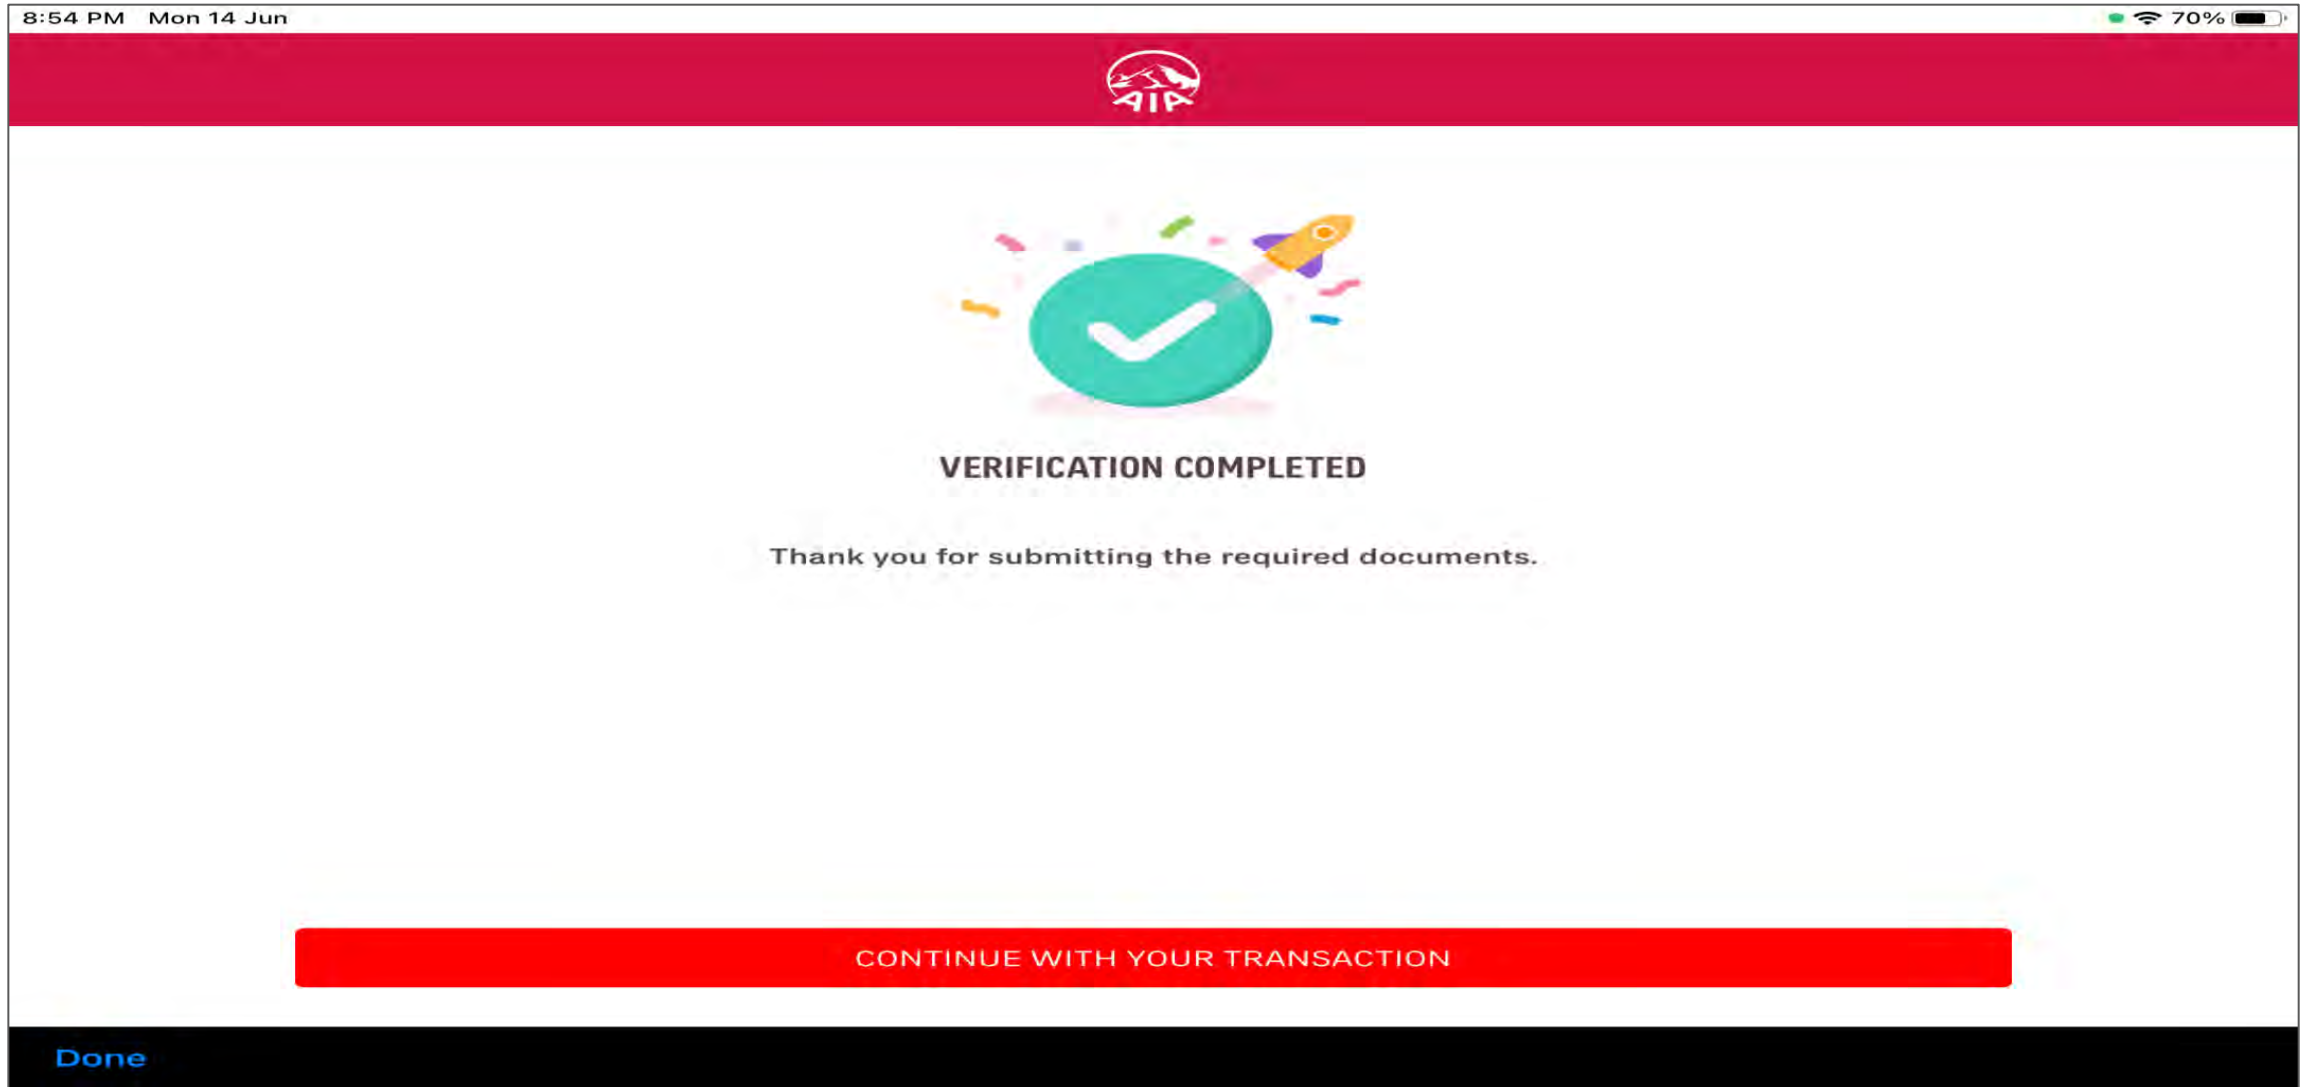 8:54 PM Mon 14 Jun
70%
AIA
VERIFICATION COMPLETED
Thank you for submitting the required documents.
CONTINUE WITH YOUR TRANSACTION
Done